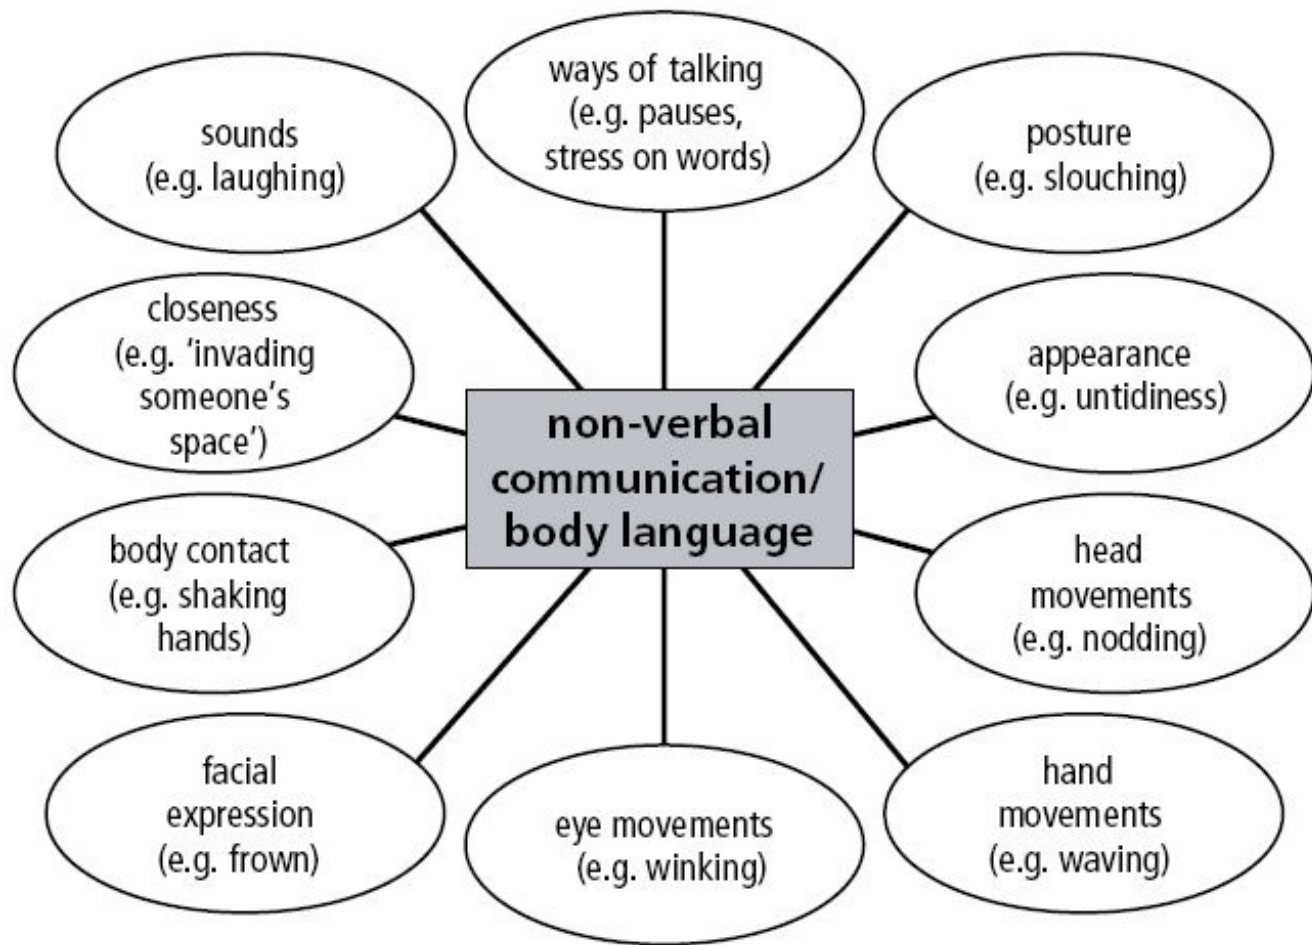 ways of talking
(e.g. pauses,
stress on words)
sounds
(e.g. laughing)
posture
(e.g. slouching)
closeness
(e.g. ‘invading
someone’s
space’)
appearance
(e.g. untidiness)
non-verbal
communication/
body language
body contact
(e.g. shaking
hands)
head
movements
(e.g. nodding)
facial
expression
(e.g. frown)
eye movements
(e.g. winking)
hand
movements
(e.g. waving)